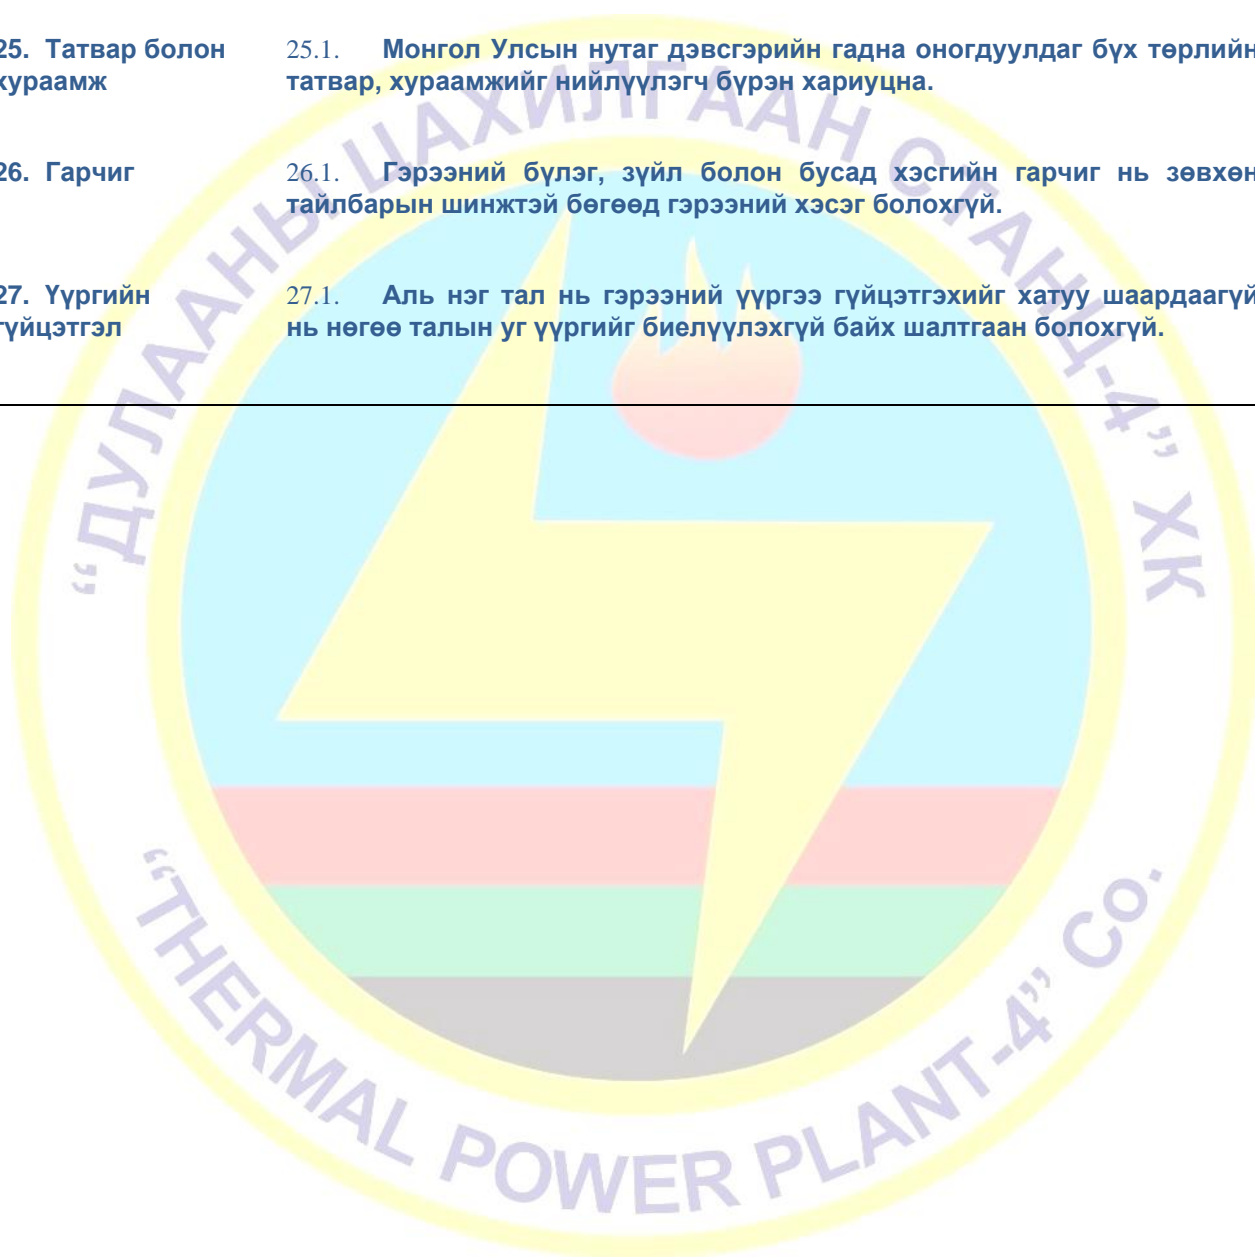 25. Татвар болон
хураамж
25.1. Монгол Улсын нутаг дэвсгэрийн гадна оногдуулдаг бүх төрлийн
татвар, хураамжийг нийлүүлэгч бүрэн хариуцна.
26. Гарчиг
26.1. Гэрээний бүлэг, зүйл болон бусад хэсгийн гарчиг нь зөвхөн
тайлбарын шинжтэй бөгөөд гэрээний хэсэг болохгүй.
27. Үүргийн
гүйцэтгэл
27.1. Аль нэг тал нь гэрээний үүргээ гүйцэтгэхийг хатуу шаардаагүй
нь нөгөө талын уг үүргийг биелүүлэхгүй байх шалтгаан болохгүй.
"ДУЛААНЫ ЦАХИЛГААН СТАНЦ-4" ХК
"THERMAL POWER PLANT-4" Co.